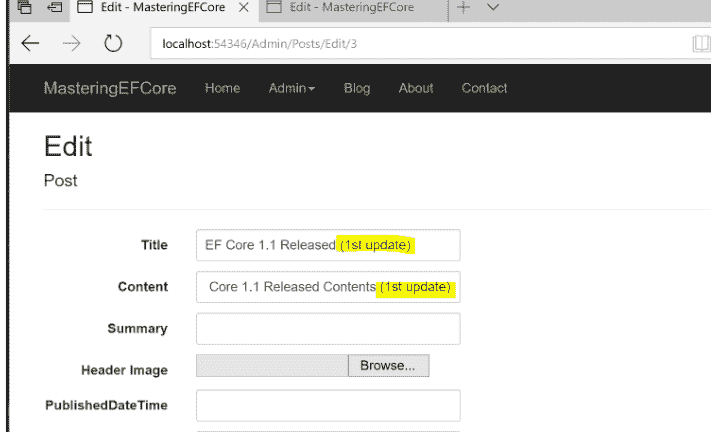 Edit - MasteringEFCore Edit - MasteringEFCore
localhost:54346/Admin/Posts/Edit/3
MasteringEFCore Home Admin Blog About Contact
Edit
Post
Title EF Core 1.1 Released (1st update)
Content Core 1.1 Released Contents (1st update)
Summary
Header Image Browse...
PublishedDateTime